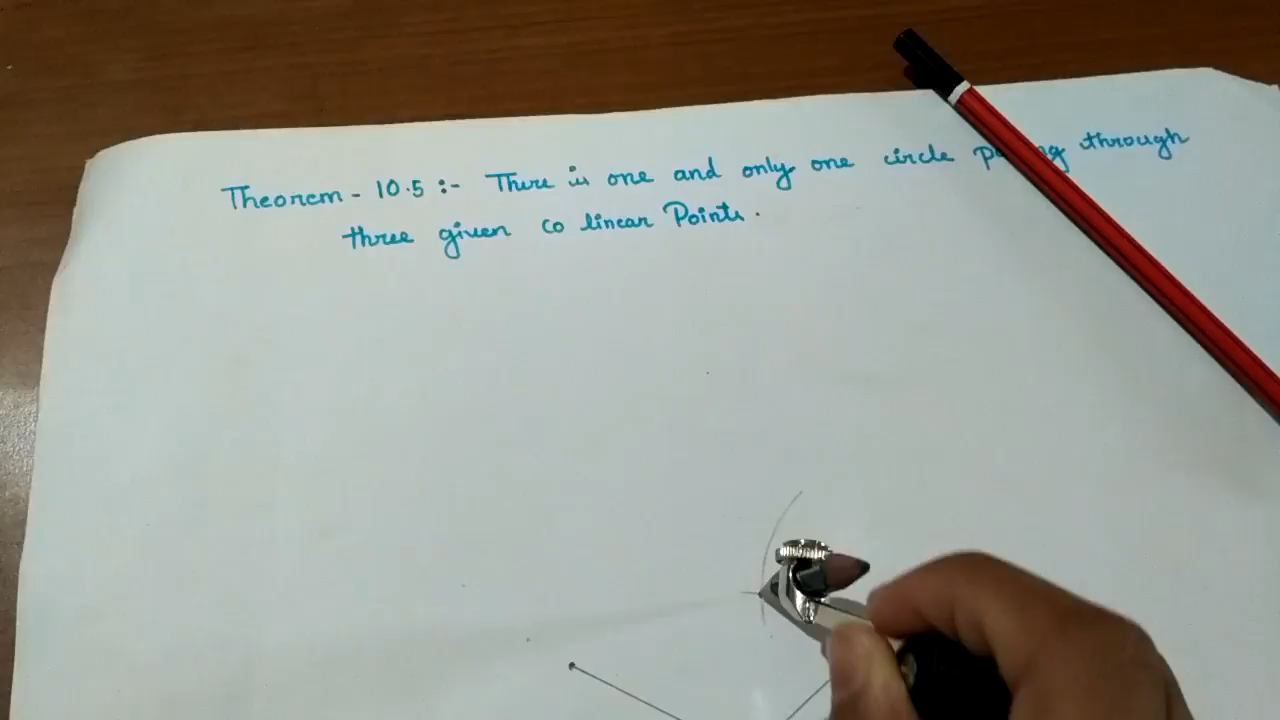 Theorem - 10.5 :- There is one and only one circle through
three given co linear Points.